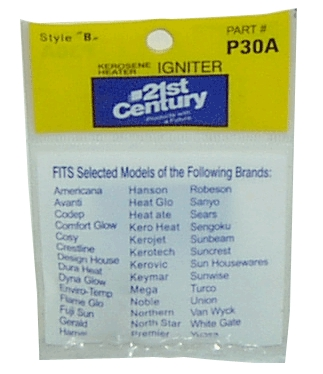 Style "B"
PART #
P30A
KEROSENE
HEATER
IGNITER
21st
Century
Products with
a Future
FITS Selected Models of the Following Brands:
Americana Hanson Robeson
Avanti Heat Glo Sanyo
Codep Heat ate Sears
Comfort Glow Kero Heat Sengoku
Cosy Kerojet Sunbeam
Crestline Kerotech Suncrest
Design House Kerovic Sun Housewares
Dura Heat Keymar Sunwise
Dyna Glow Mega Turco
Enviro-Temp Noble Union
Flame Glo Northern Van Wyck
Fuji Sun North Star White Gate
Gerald Premier